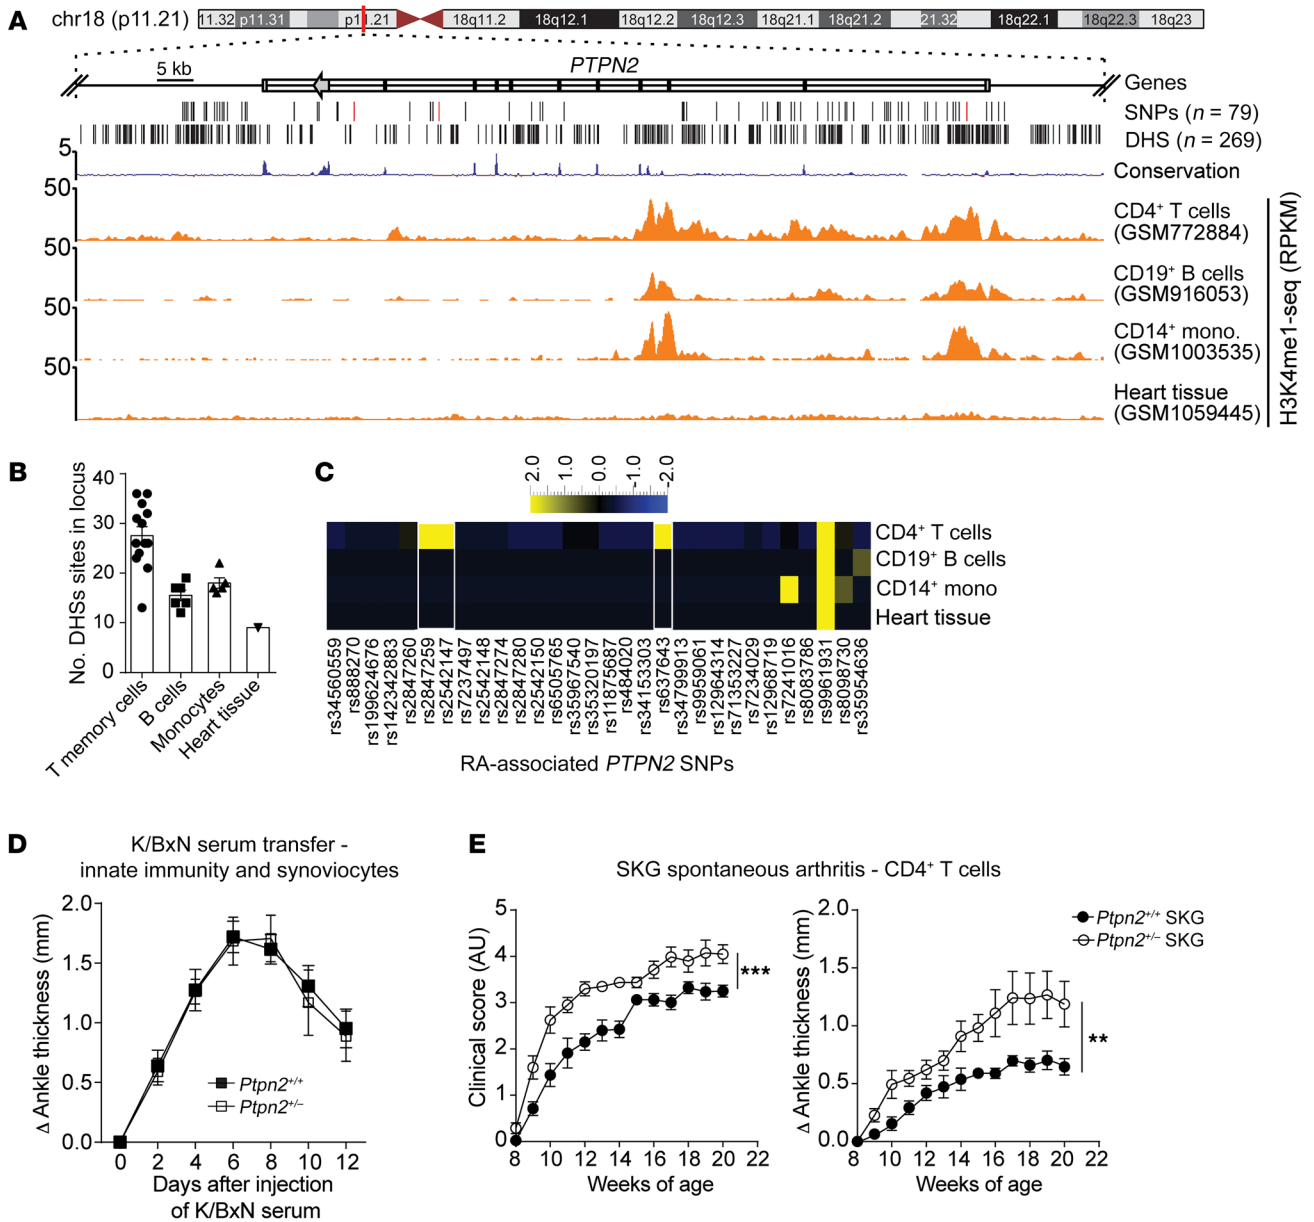 A
chr18 (p11.21)
11.32 p11.31 p11.21 18q11.2 18q12.1 18q12.2 18q12.3 21.1 21.2 21.32 18q22.1 18q22.3 18q23
5 kb
PTPN2
Genes
SNPs (n = 79)
DHS (n = 269)
5
Conservation
50
CD4+ T cells
(GSM772884)
50
CD19+ B cells
(GSM916053)
50
CD14+ mono.
(GSM1003535)
50
Heart tissue
(GSM1059445)
H3K4me1-seq (RPKM)
B
No. DHSs sites in locus
40
30
20
10
0
T memory cells
B cells
Monocytes
Heart tissue
C
2.0 1.0 0.0 -1.0 -2.0
CD4+ T cells
CD19+ B cells
CD14+ mono
Heart tissue
rs34560559
rs888270
rs199624676
rs142342883
rs2847260
rs2847259
rs2542147
rs7237497
rs2542148
rs2847274
rs2847280
rs2542150
rs6505765
rs35967540
rs35320197
rs11875687
rs484020
rs34153303
rs637643
rs34799913
rs9959061
rs12964314
rs71353227
rs7234029
rs12968719
rs7241016
rs8083786
rs9961931
rs8098730
rs35954636
RA-associated PTPN2 SNPs
D
K/BxN serum transfer -
innate immunity and synoviocytes
Δ Ankle thickness (mm)
2.0
1.5
1.0
0.5
0.0
Ptpn2+/+
Ptpn2+/−
0 2 4 6 8 10 12
Days after injection
of K/BxN serum
E
SKG spontaneous arthritis - CD4+ T cells
Clinical score (AU)
5
4
3
2
1
0
***
8 10 12 14 16 18 20 22
Weeks of age
Δ Ankle thickness (mm)
2.0
1.5
1.0
0.5
0.0
**
8 10 12 14 16 18 20 22
Weeks of age
Ptpn2+/+ SKG
Ptpn2+/− SKG